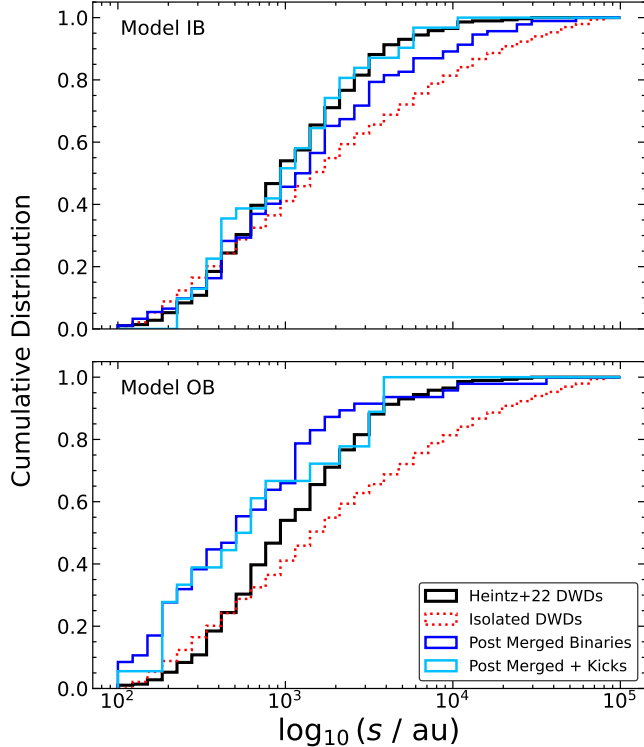 Model IB
1.0
0.8
0.6
0.4
0.2
0.0
Cumulative Distribution
Model OB
1.0
0.8
0.6
0.4
0.2
0.0
Heintz+22 DWDs
Isolated DWDs
Post Merged Binaries
Post Merged + Kicks
10² 10³ 10⁴ 10⁵
log₁₀ (s / au)